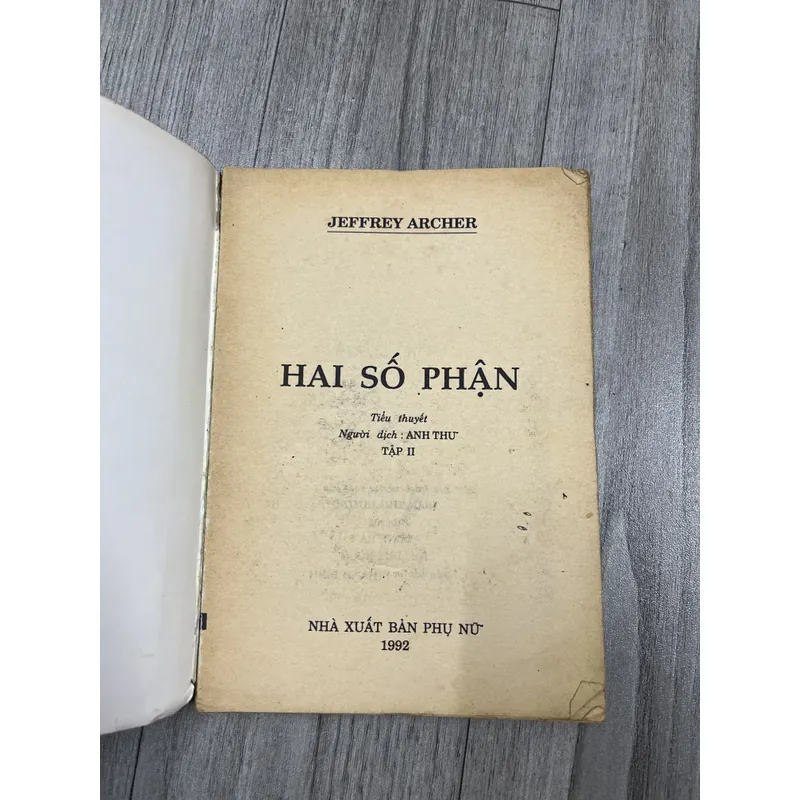 JEFFREY ARCHER
HAI SỐ PHẬN
Tiểu thuyết
Người dịch : ANH THƯ
TẬP II
NHÀ XUẤT BẢN PHỤ NỮ
1992